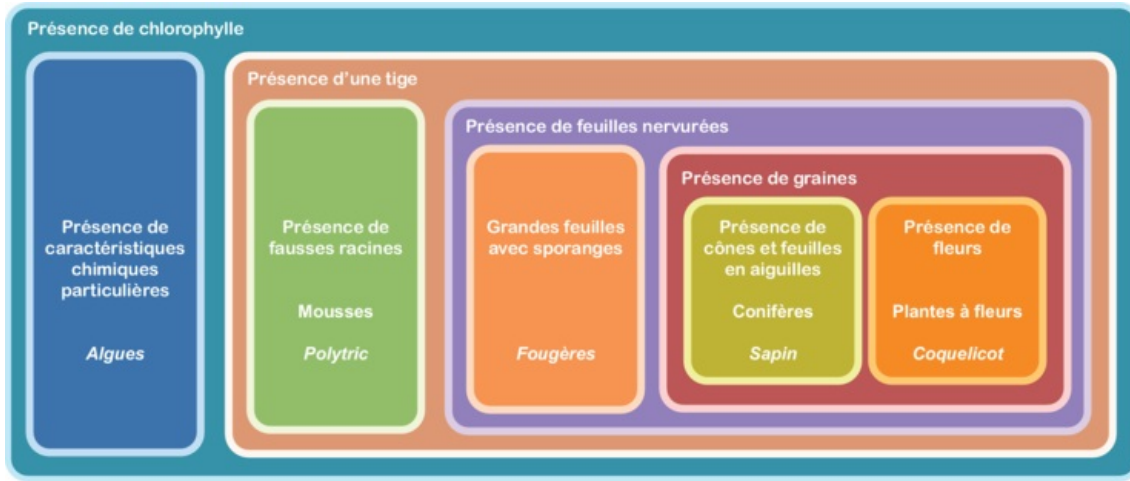 Présence de chlorophylle
Présence d'une tige
Présence de feuilles nervurées
Présence de graines
Présence de
caractéristiques
chimiques
particulières
Algues
Présence de
fausses racines
Mousses
Polytric
Grandes feuilles
avec sporanges
Fougères
Présence de
cônes et feuilles
en aiguilles
Conifères
Sapin
Présence de
fleurs
Plantes à fleurs
Coquelicot